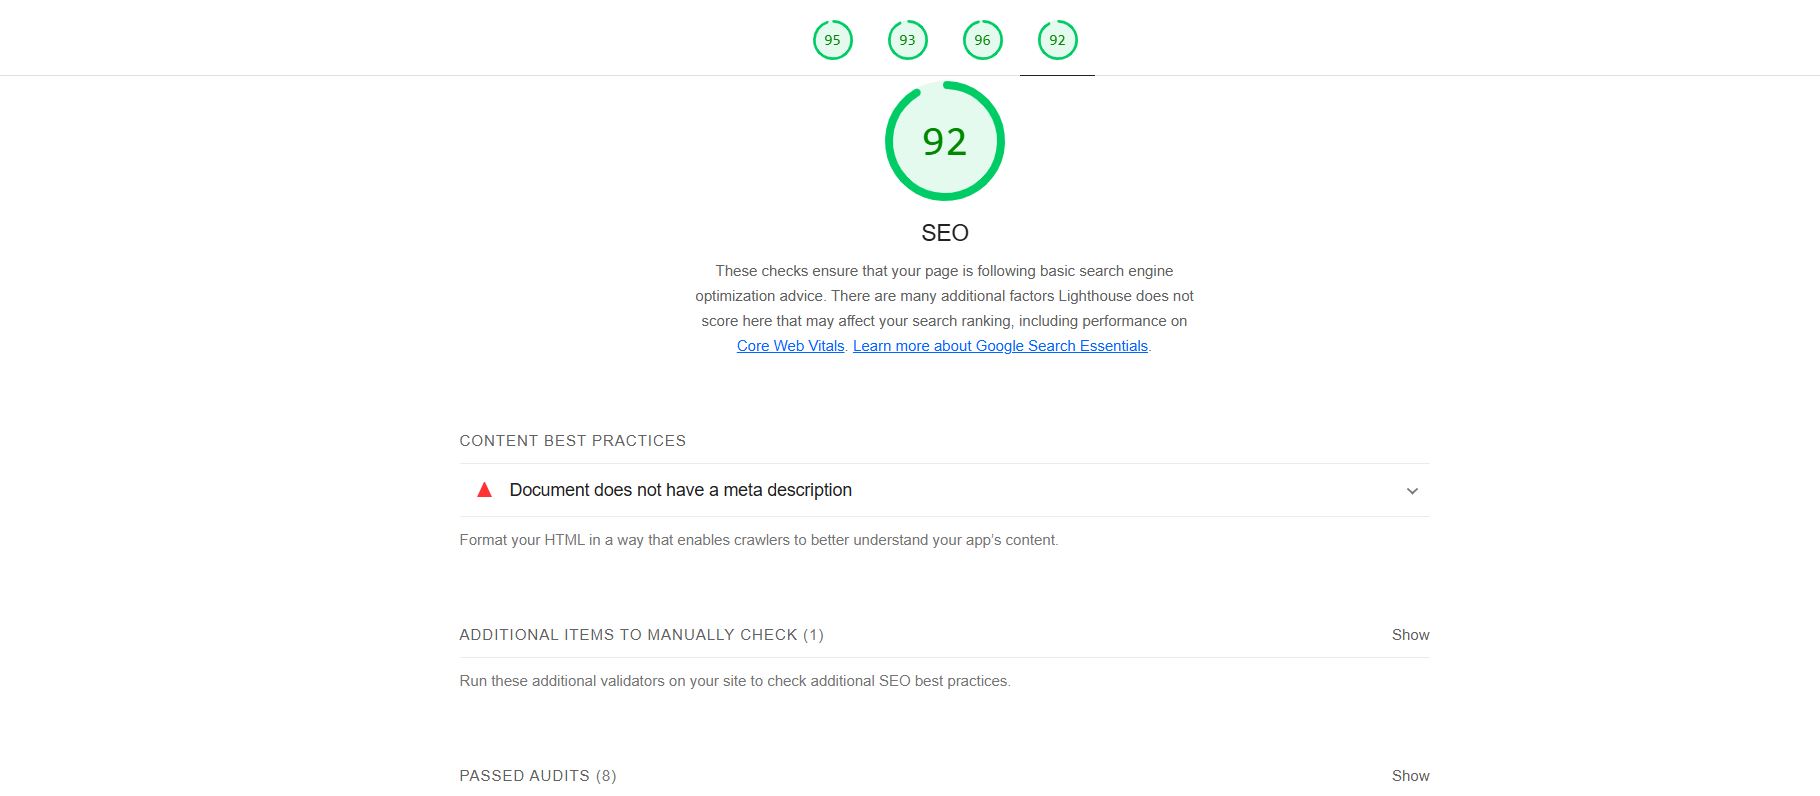 95 93 96 92
92
SEO
These checks ensure that your page is following basic search engine
optimization advice. There are many additional factors Lighthouse does not
score here that may affect your search ranking, including performance on
Core Web Vitals. Learn more about Google Search Essentials.
CONTENT BEST PRACTICES
Document does not have a meta description
Format your HTML in a way that enables crawlers to better understand your app's content.
ADDITIONAL ITEMS TO MANUALLY CHECK (1) Show
Run these additional validators on your site to check additional SEO best practices.
PASSED AUDITS (8) Show